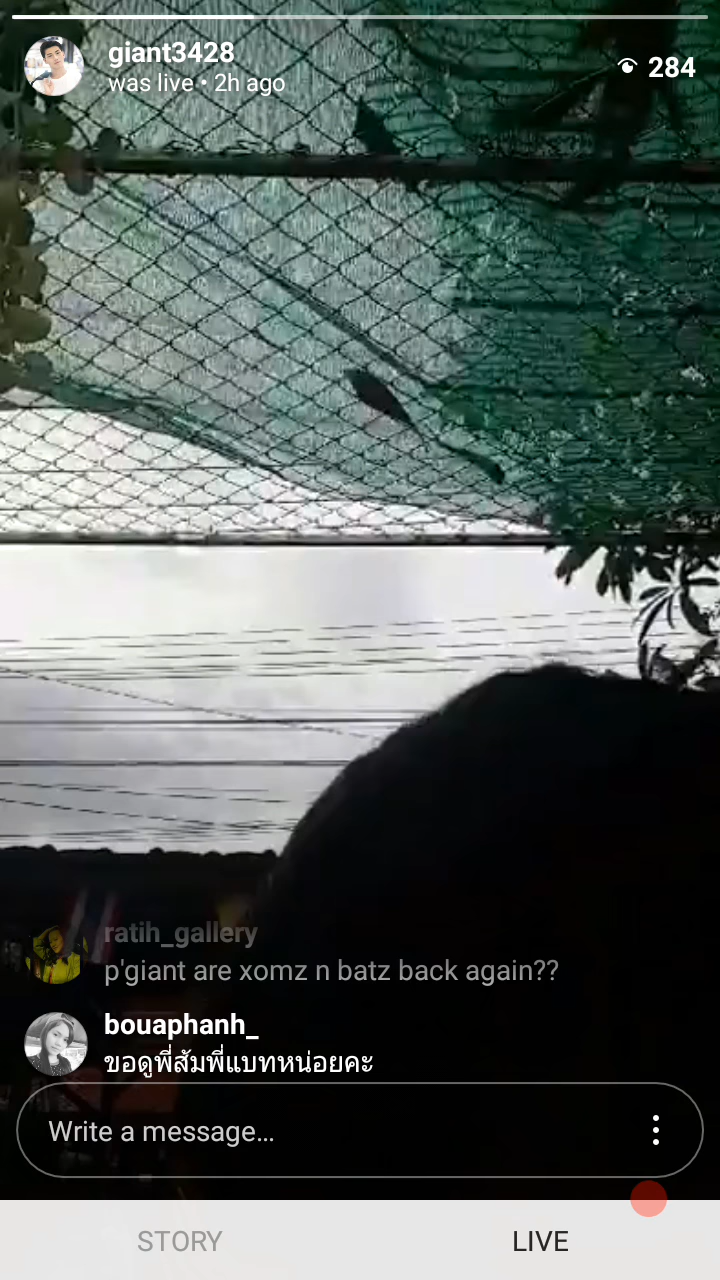 giant3428
was live • 2h ago
284
ratih_gallery
p'giant are xomz n batz back again??
bouaphanh_
ขอดูพี่ส้มพี่แบทหน่อยคะ
Write a message...
STORY
LIVE